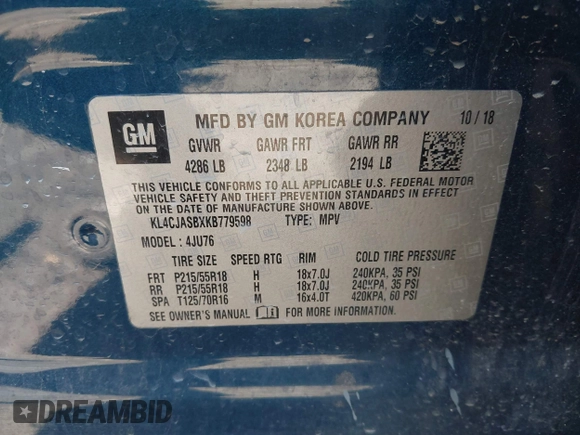 GM
MFD BY GM KOREA COMPANY 10 / 18
GVWR GAWR FRT GAWR RR
4286 LB 2348 LB 2194 LB
THIS VEHICLE CONFORMS TO ALL APPLICABLE U.S. FEDERAL MOTOR
VEHICLE SAFETY AND THEFT PREVENTION STANDARDS IN EFFECT
ON THE DATE OF MANUFACTURE SHOWN ABOVE.
KL4CJASBXKB779598 TYPE: MPV
MODEL : 4JU76
TIRE SIZE SPEED RTG RIM COLD TIRE PRESSURE
FRT P215/55R18 H 18x7.0J 240KPA, 35 PSI
RR P215/55R18 H 18x7.0J 240KPA, 35 PSI
SPA T125/70R16 M 16x4.0T 420KPA, 60 PSI
SEE OWNER'S MANUAL FOR MORE INFORMATION.
DREAMBID